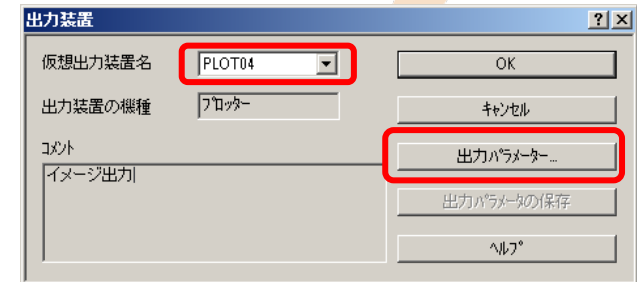 出力装置
仮想出力装置名 PLOT04
OK
出力装置の機種 ﾌﾟﾛｯﾀｰ
ｷｬﾝｾﾙ
ｺﾒﾝﾄ
出力ﾊﾟﾗﾒｰﾀｰ...
イメージ出力
出力ﾊﾟﾗﾒｰﾀの保存
ﾍﾙﾌﾟ